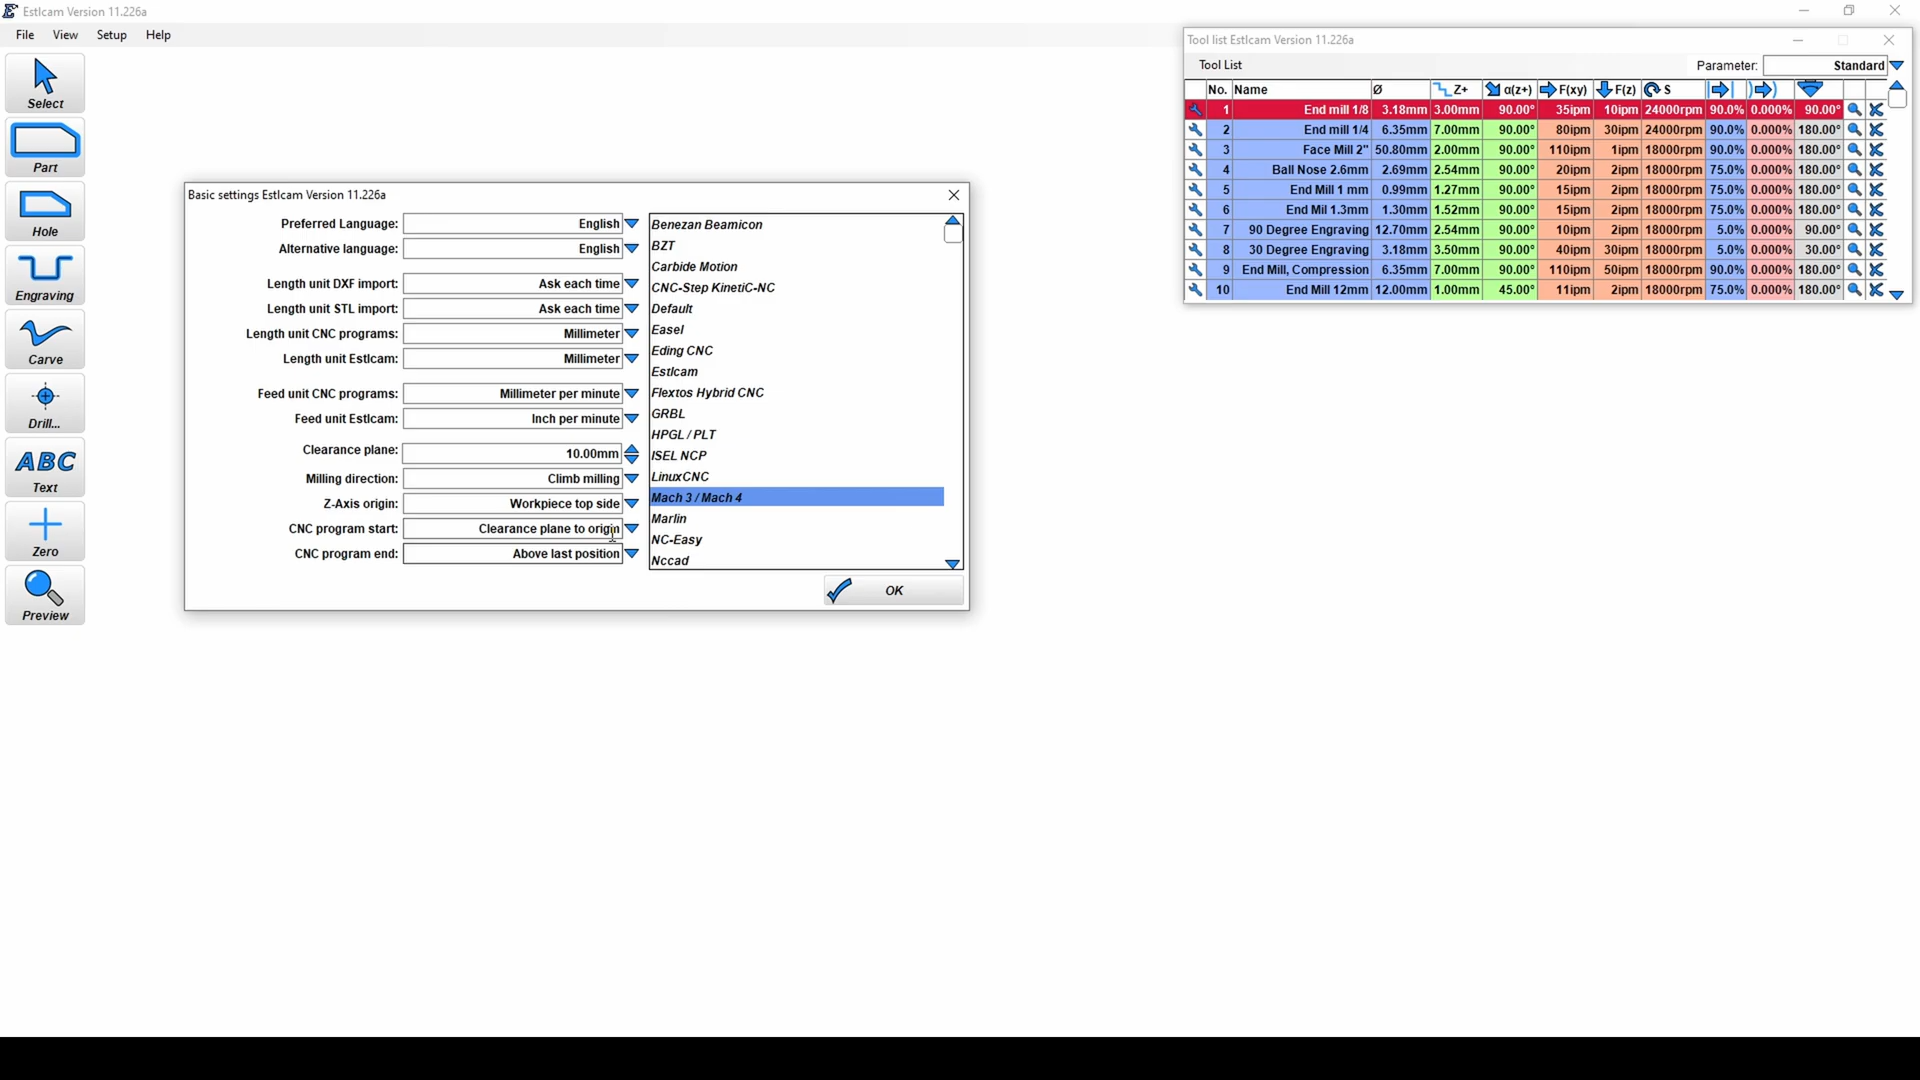 Estlcam Version 11.226a
File View Setup Help
Select
Part
Hole
Engraving
Carve
Drill...
ABC
Text
Zero
Preview
Basic settings Estlcam Version 11.226a
Preferred Language: English
Alternative language: English
Length unit DXF import: Ask each time
Length unit STL import: Ask each time
Length unit CNC programs: Millimeter
Length unit Estlcam: Millimeter
Feed unit CNC programs: Millimeter per minute
Feed unit Estlcam: Inch per minute
Clearance plane: 10.00mm
Milling direction: Climb milling
Z-Axis origin: Workpiece top side
CNC program start: Clearance plane to origin
CNC program end: Above last position
Benezan Beamicon
BZT
Carbide Motion
CNC-Step KinetiC-NC
Default
Easel
Eding CNC
Estlcam
Flextos Hybrid CNC
GRBL
HPGL / PLT
ISEL NCP
LinuxCNC
Mach 3 / Mach 4
Marlin
NC-Easy
Nccad
OK
Tool list Estlcam Version 11.226a
Tool List Parameter: Standard
No. Name Ø Z+ α(z+) F(xy) F(z) S
1 End mill 1/8 3.18mm 3.00mm 90.00° 35ipm 10ipm 24000rpm 90.0% 0.000% 90.00°
2 End mill 1/4 6.35mm 7.00mm 90.00° 80ipm 30ipm 24000rpm 90.0% 0.000% 180.00°
3 Face Mill 2" 50.80mm 2.00mm 90.00° 110ipm 1ipm 18000rpm 90.0% 0.000% 180.00°
4 Ball Nose 2.6mm 2.69mm 2.54mm 90.00° 20ipm 2ipm 18000rpm 75.0% 0.000% 180.00°
5 End Mill 1 mm 0.99mm 1.27mm 90.00° 15ipm 2ipm 18000rpm 75.0% 0.000% 180.00°
6 End Mil 1.3mm 1.30mm 1.52mm 90.00° 15ipm 2ipm 18000rpm 75.0% 0.000% 180.00°
7 90 Degree Engraving 12.70mm 2.54mm 90.00° 10ipm 2ipm 18000rpm 5.0% 0.000% 90.00°
8 30 Degree Engraving 3.18mm 3.50mm 90.00° 40ipm 30ipm 18000rpm 5.0% 0.000% 30.00°
9 End Mill, Compression 6.35mm 7.00mm 90.00° 110ipm 50ipm 18000rpm 90.0% 0.000% 180.00°
10 End Mill 12mm 12.00mm 1.00mm 45.00° 11ipm 2ipm 18000rpm 75.0% 0.000% 180.00°